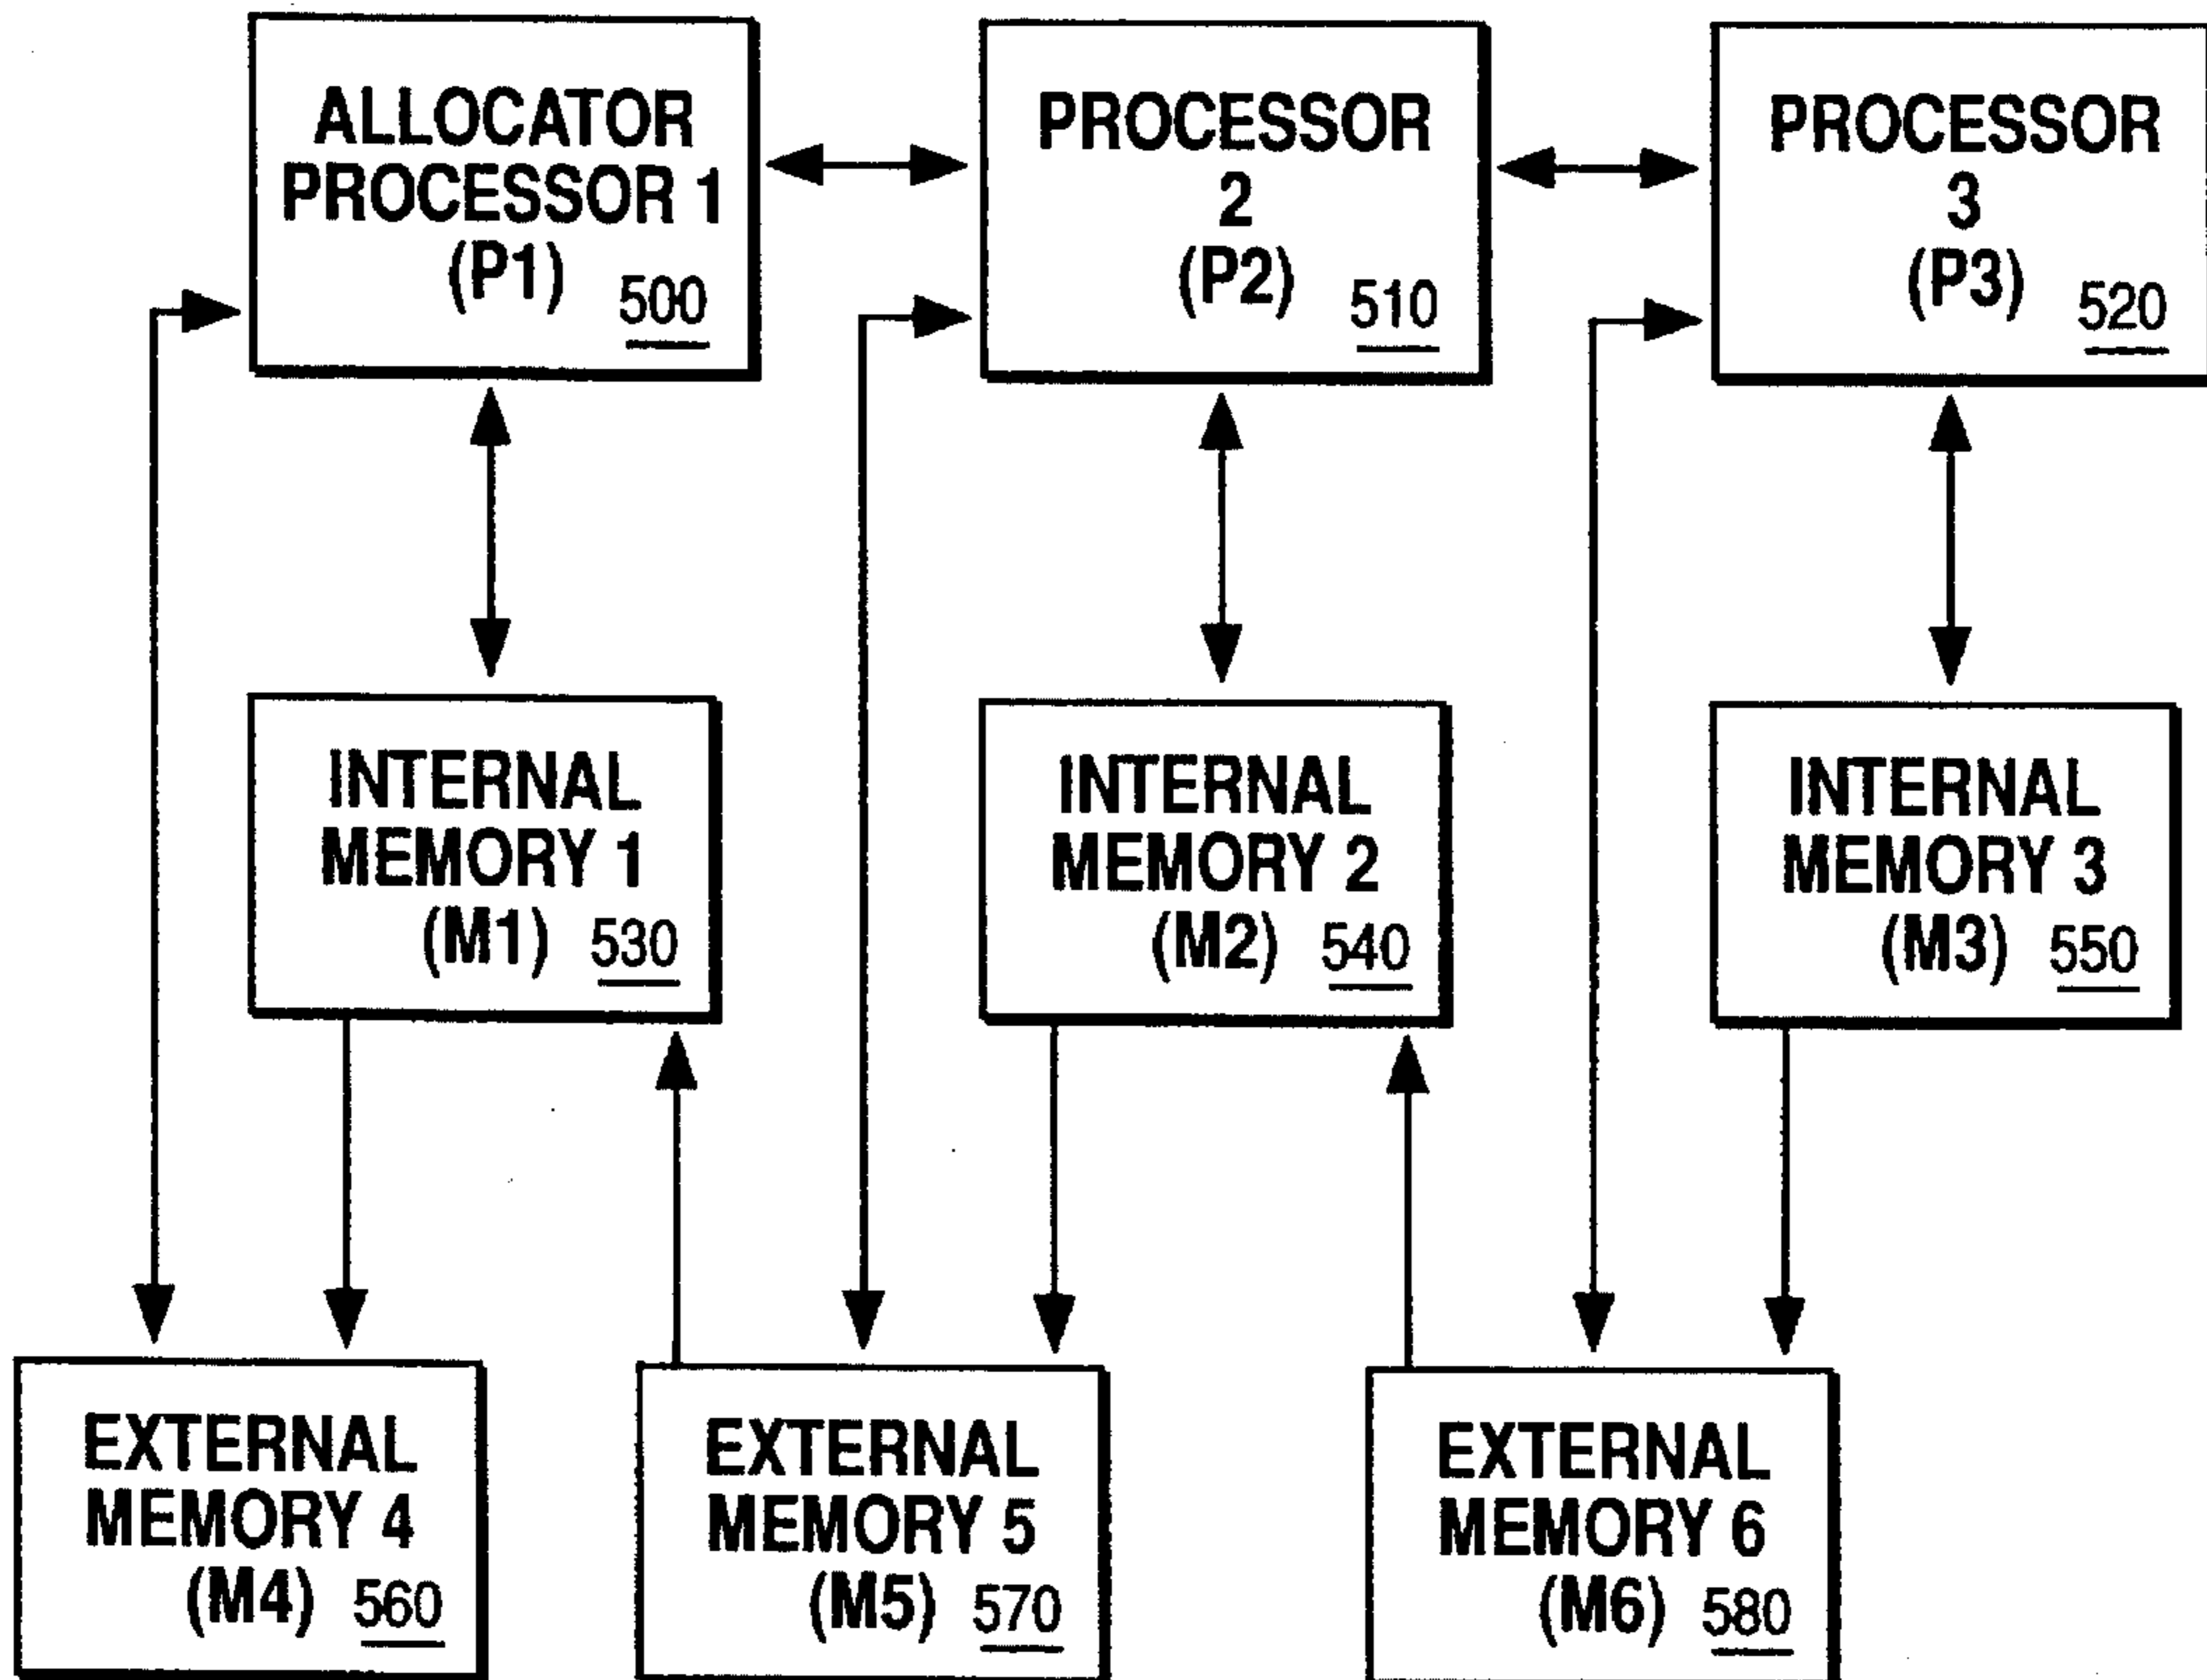 ALLOCATOR
PROCESSOR 1
(P1) 500
PROCESSOR
2
(P2) 510
PROCESSOR
3
(P3) 520
INTERNAL
MEMORY 1
(M1) 530
INTERNAL
MEMORY 2
(M2) 540
INTERNAL
MEMORY 3
(M3) 550
EXTERNAL
MEMORY 4
(M4) 560
EXTERNAL
MEMORY 5
(M5) 570
EXTERNAL
MEMORY 6
(M6) 580